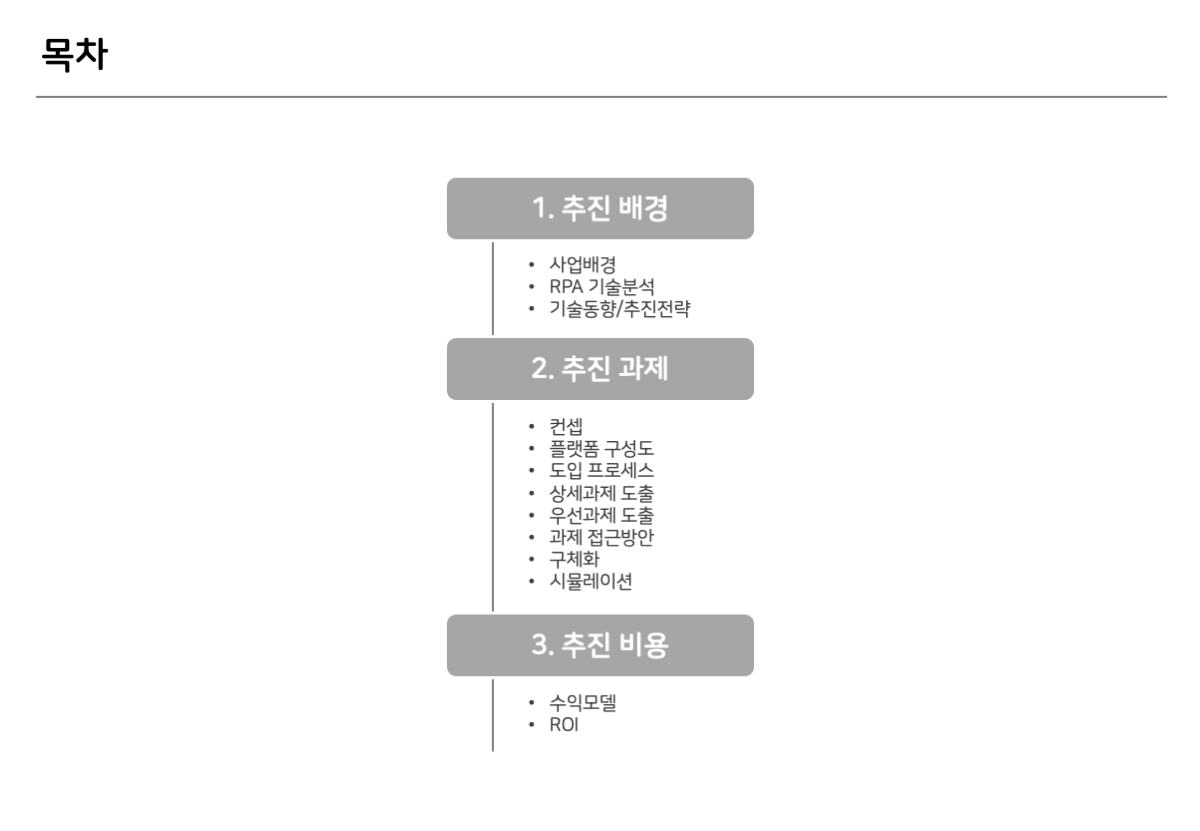 목차
1. 추진 배경
• 사업배경
• RPA 기술분석
• 기술동향/추진전략
2. 추진 과제
• 컨셉
• 플랫폼 구성도
• 도입 프로세스
• 상세과제 도출
• 우선과제 도출
• 과제 접근방안
• 구체화
• 시뮬레이션
3. 추진 비용
• 수익모델
• ROI